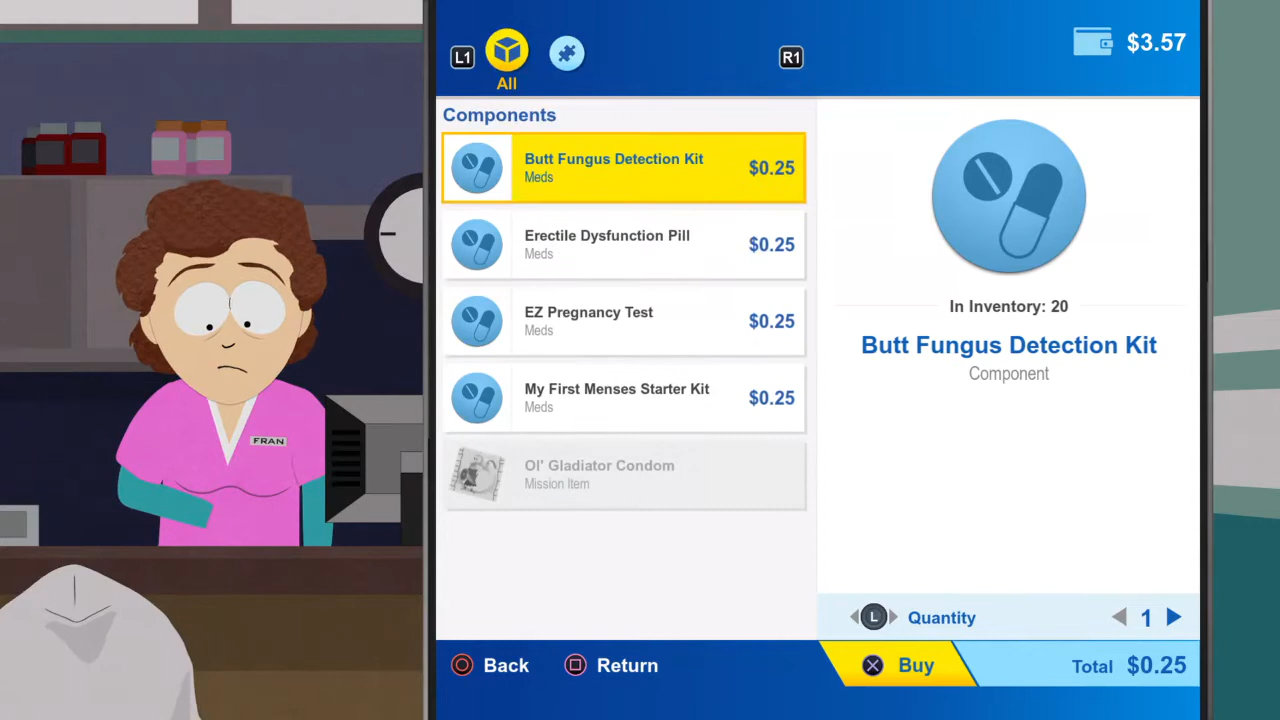 L1
All
R1
$3.57
Components
Butt Fungus Detection Kit
Meds
$0.25
Erectile Dysfunction Pill
Meds
$0.25
EZ Pregnancy Test
Meds
$0.25
My First Menses Starter Kit
Meds
$0.25
Ol' Gladiator Condom
Mission Item
In Inventory: 20
Butt Fungus Detection Kit
Component
FRAN
L Quantity 1
Back
Return
Buy
Total $0.25